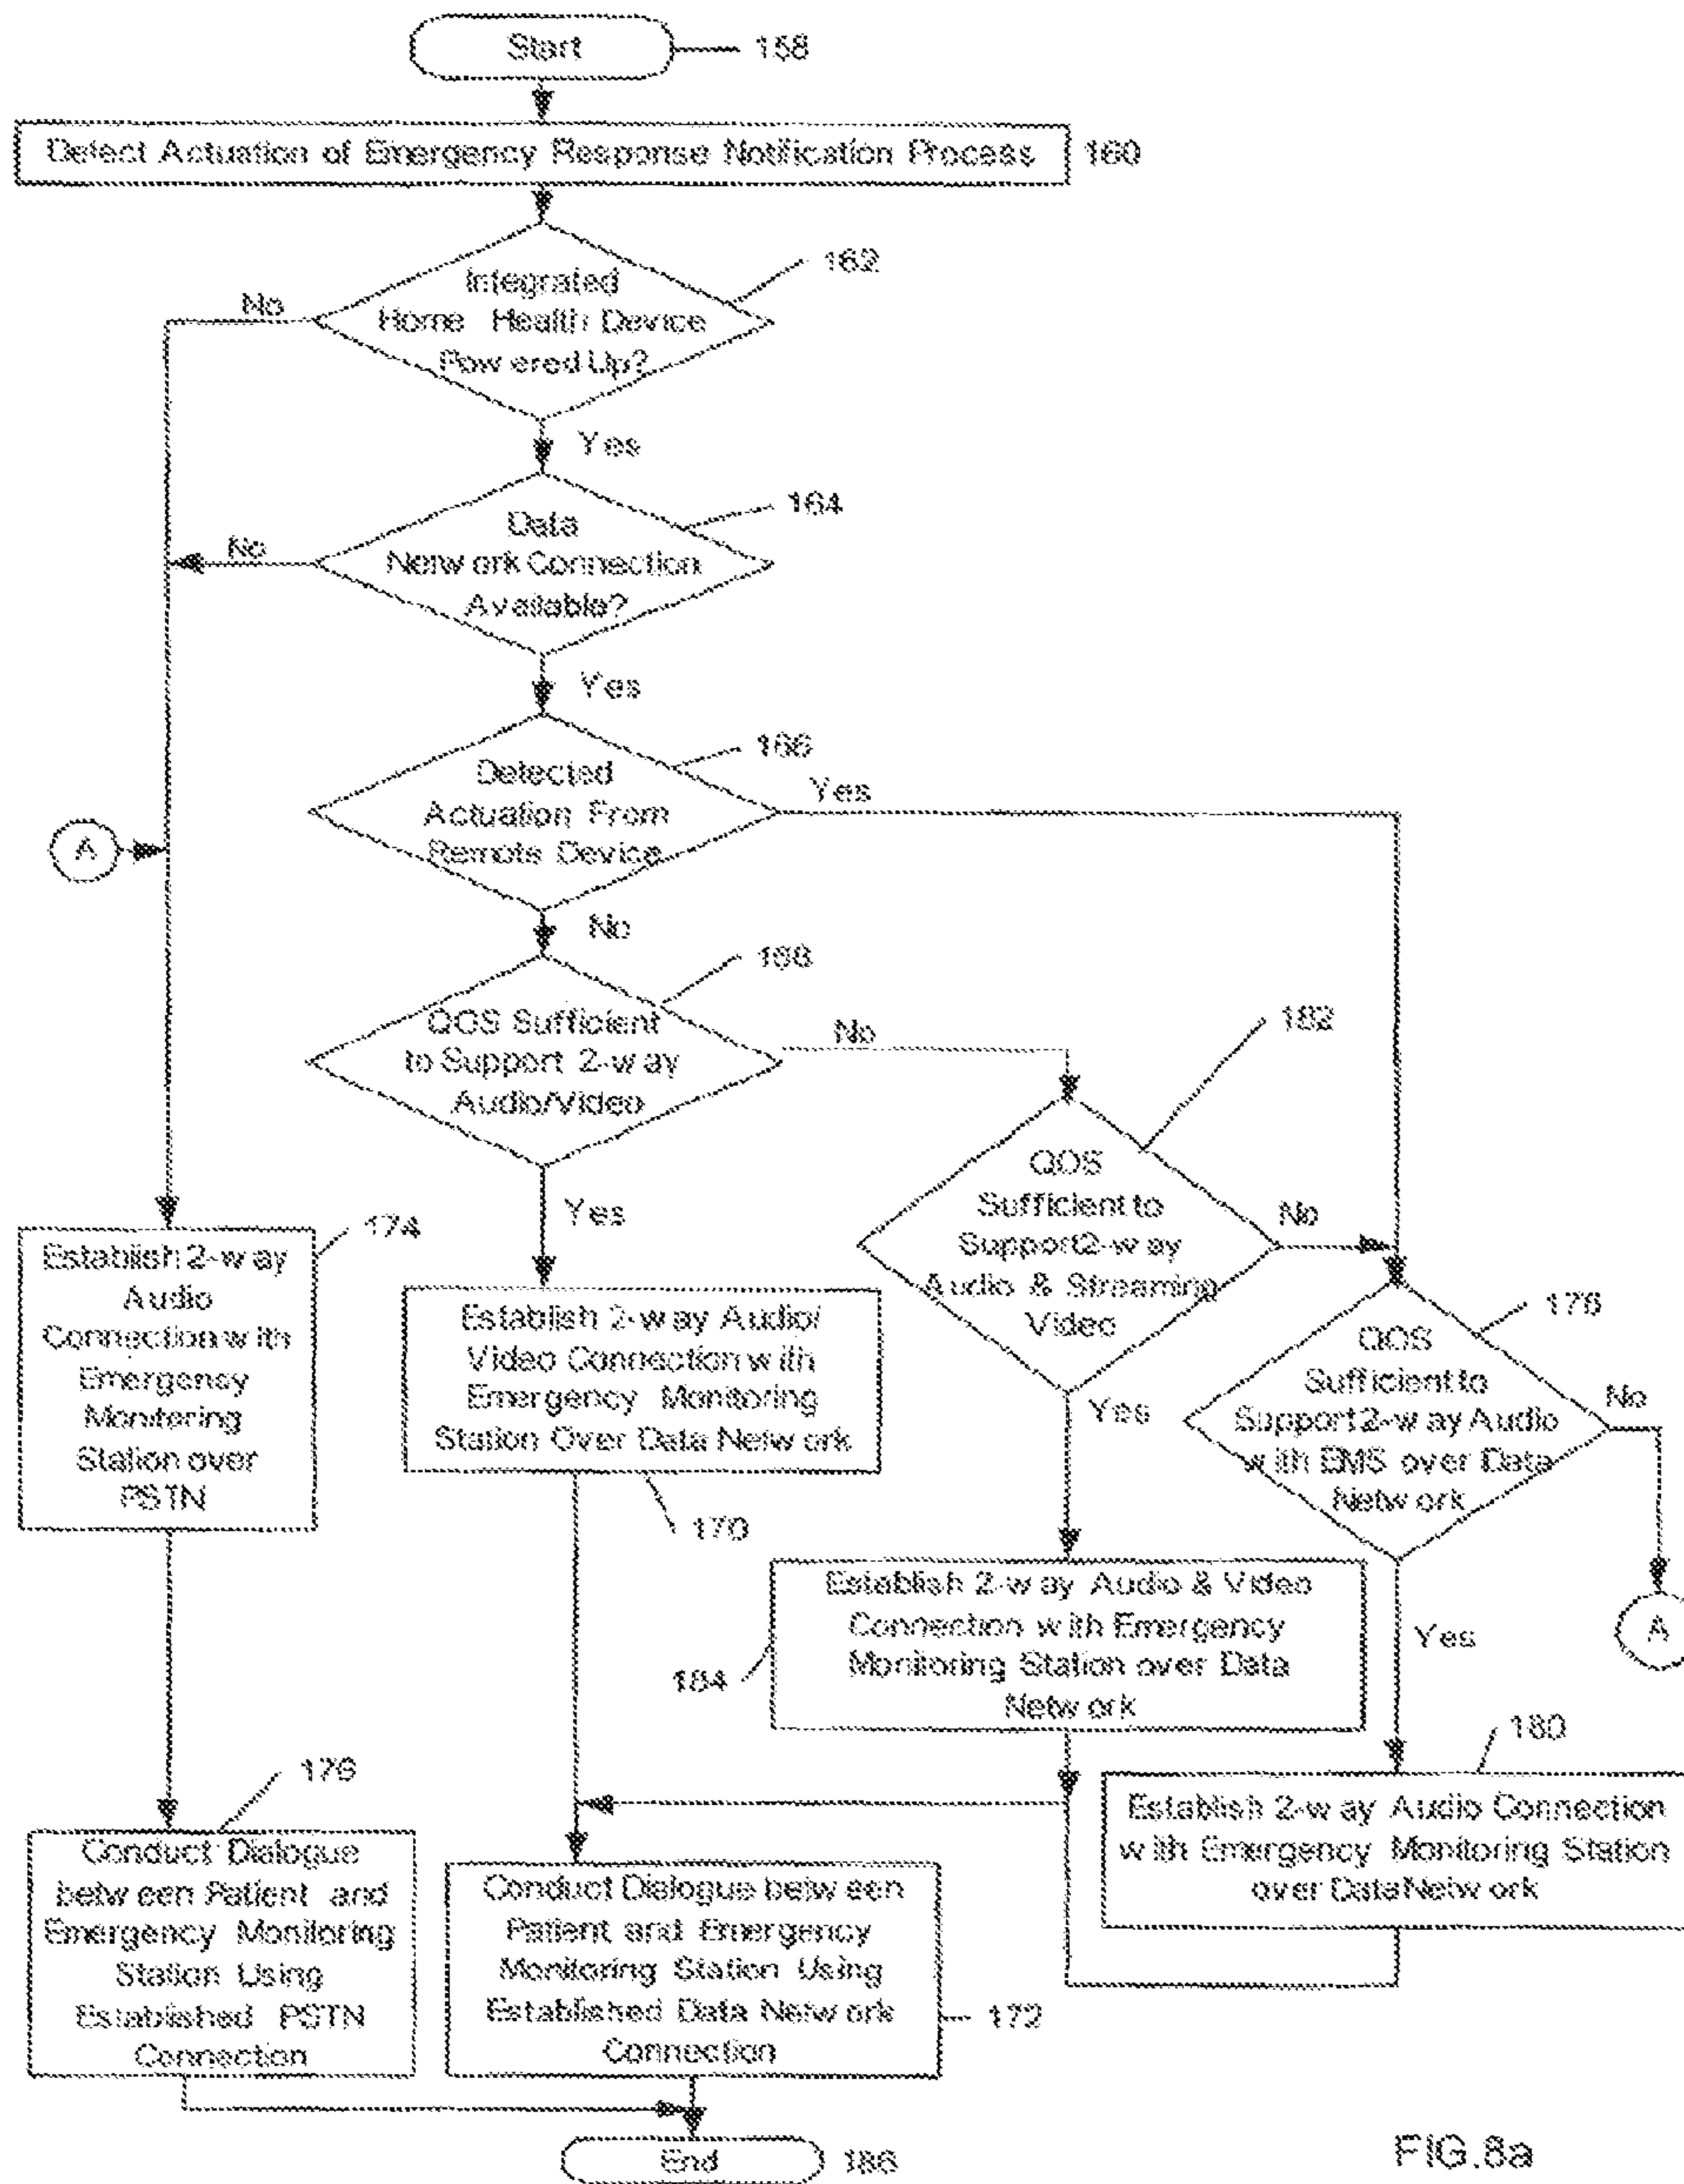 Start
158
Detect Actuation of Emergency Response Notification Process
160
Integrated
Home Health Device
Powered Up?
162
No
Yes
Data
Network Connection
Available?
164
No
Yes
Detected
Actuation From
Remote Device
166
Yes
A
No
QOS Sufficient
to Support 2-way
Audio/Video
168
No
182
QOS
Sufficient to
Support 2-way
Audio & Streaming
Video
No
Yes
Yes
174
Establish 2-way
Audio
Connection with
Emergency
Monitoring
Station over
PSTN
Establish 2-way Audio/
Video Connection with
Emergency Monitoring
Station Over Data Network
170
QOS
Sufficient to
Support 2-way Audio
with EMS over Data
Network
No
A
Yes
Establish 2-way Audio & Video
Connection with Emergency
Monitoring Station over Data
Network
184
180
Establish 2-way Audio Connection
with Emergency Monitoring Station
over Data Network
Conduct Dialogue
between Patient and
Emergency Monitoring
Station Using
Established PSTN
Connection
Conduct Dialogue between
Patient and Emergency
Monitoring Station Using
Established Data Network
Connection
172
End
186
FIG.8a